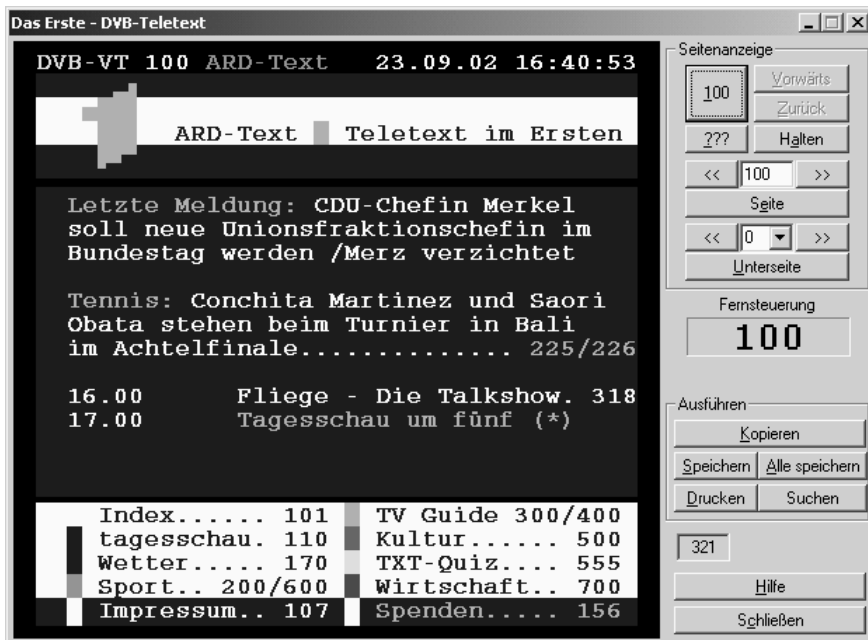 Das Erste - DVB-Teletext
DVB-VT 100 ARD-Text 23.09.02 16:40:53
ARD-Text Teletext im Ersten
Letzte Meldung: CDU-Chefin Merkel
soll neue Unionsfraktionschefin im
Bundestag werden /Merz verzichtet
Tennis: Conchita Martinez und Saori
Obata stehen beim Turnier in Bali
im Achtelfinale.............. 225/226
16.00 Fliege - Die Talkshow. 318
17.00 Tagesschau um fünf (*)
Index...... 101 TV Guide 300/400
tagesschau. 110 Kultur...... 500
Wetter..... 170 TXT-Quiz.... 555
Sport.. 200/600 Wirtschaft.. 700
Impressum.. 107 Spenden..... 156
Seitenanzeige
100 Vorwärts
Zurück
??? Halten
<< 100 >>
Seite
<< 0 >>
Unterseite
Fernsteuerung
100
Ausführen
Kopieren
Speichern Alle speichern
Drucken Suchen
321
Hilfe
Schließen